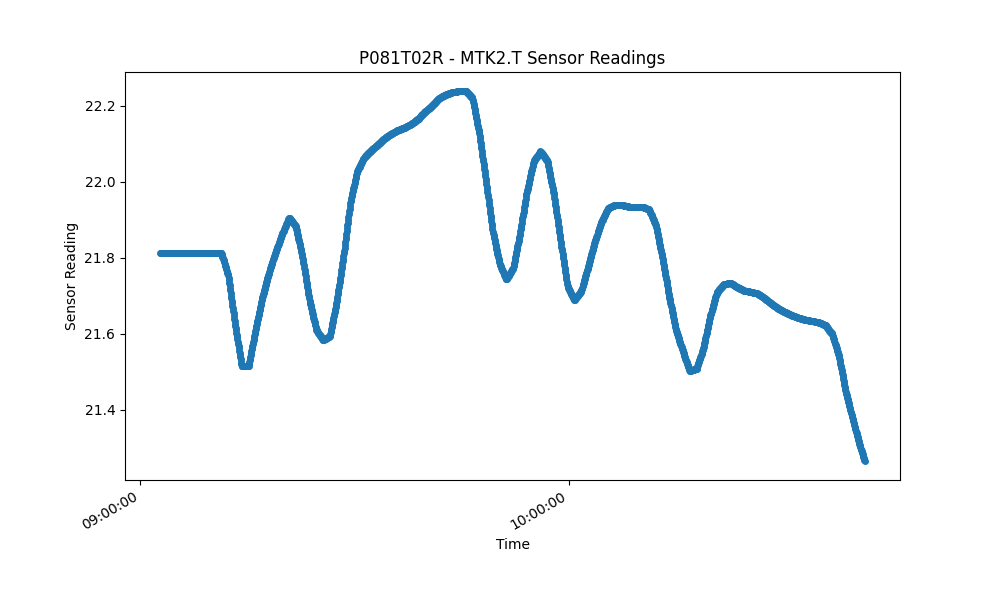 P081T02R - MTK2.T Sensor Readings
22.2
22.0
21.8
21.6
21.4
Sensor Reading
09:00:00
10:00:00
Time